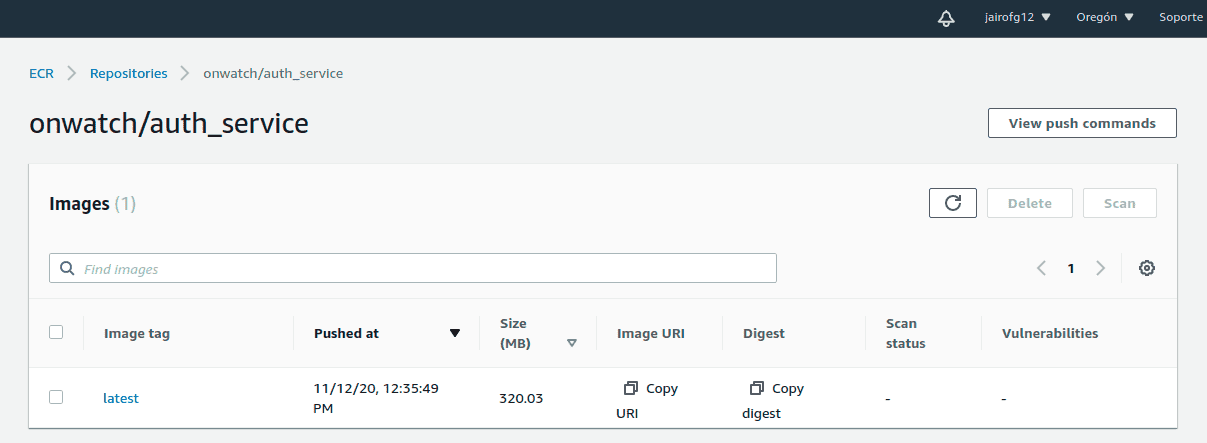 jairofg12 Oregón Soporte
ECR Repositories onwatch/auth_service
onwatch/auth_service
View push commands
Images (1)
Delete Scan
Find images
1
Image tag Pushed at Size (MB) Image URI Digest Scan status Vulnerabilities
latest 11/12/20, 12:35:49 PM 320.03 Copy URI Copy digest - -